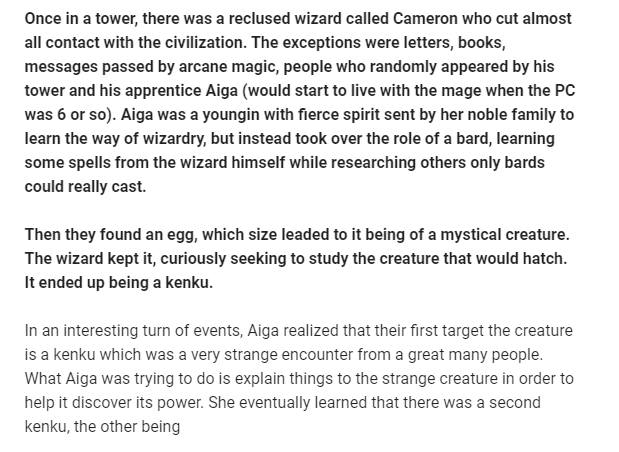 Once in a tower, there was a reclused wizard called Cameron who cut almost
all contact with the civilization. The exceptions were letters, books,
messages passed by arcane magic, people who randomly appeared by his
tower and his apprentice Aiga (would start to live with the mage when the PC
was 6 or so). Aiga was a youngin with fierce spirit sent by her noble family to
learn the way of wizardry, but instead took over the role of a bard, learning
some spells from the wizard himself while researching others only bards
could really cast.
Then they found an egg, which size leaded to it being of a mystical creature.
The wizard kept it, curiously seeking to study the creature that would hatch.
It ended up being a kenku.
In an interesting turn of events, Aiga realized that their first target the creature
is a kenku which was a very strange encounter from a great many people.
What Aiga was trying to do is explain things to the strange creature in order to
help it discover its power. She eventually learned that there was a second
kenku, the other being